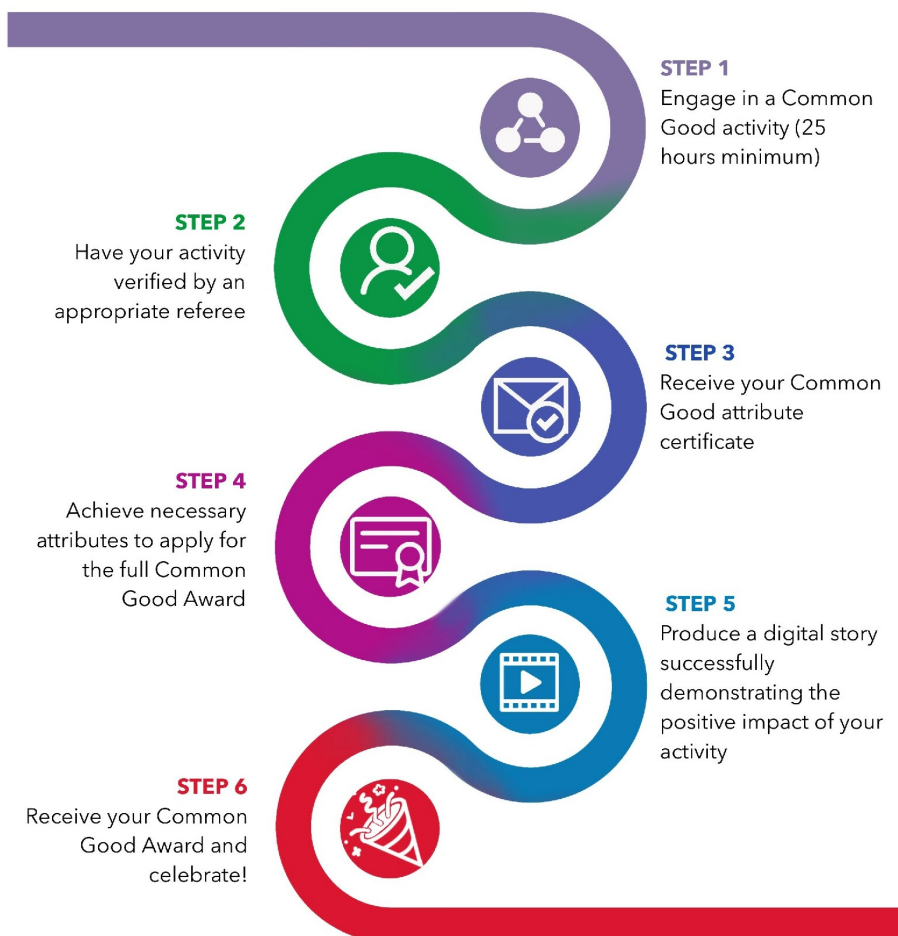 STEP 1
Engage in a Common
Good activity (25
hours minimum)
STEP 2
Have your activity
verified by an
appropriate referee
STEP 3
Receive your Common
Good attribute
certificate
STEP 4
Achieve necessary
attributes to apply for
the full Common
Good Award
STEP 5
Produce a digital story
successfully
demonstrating the
positive impact of your
activity
STEP 6
Receive your Common
Good Award and
celebrate!